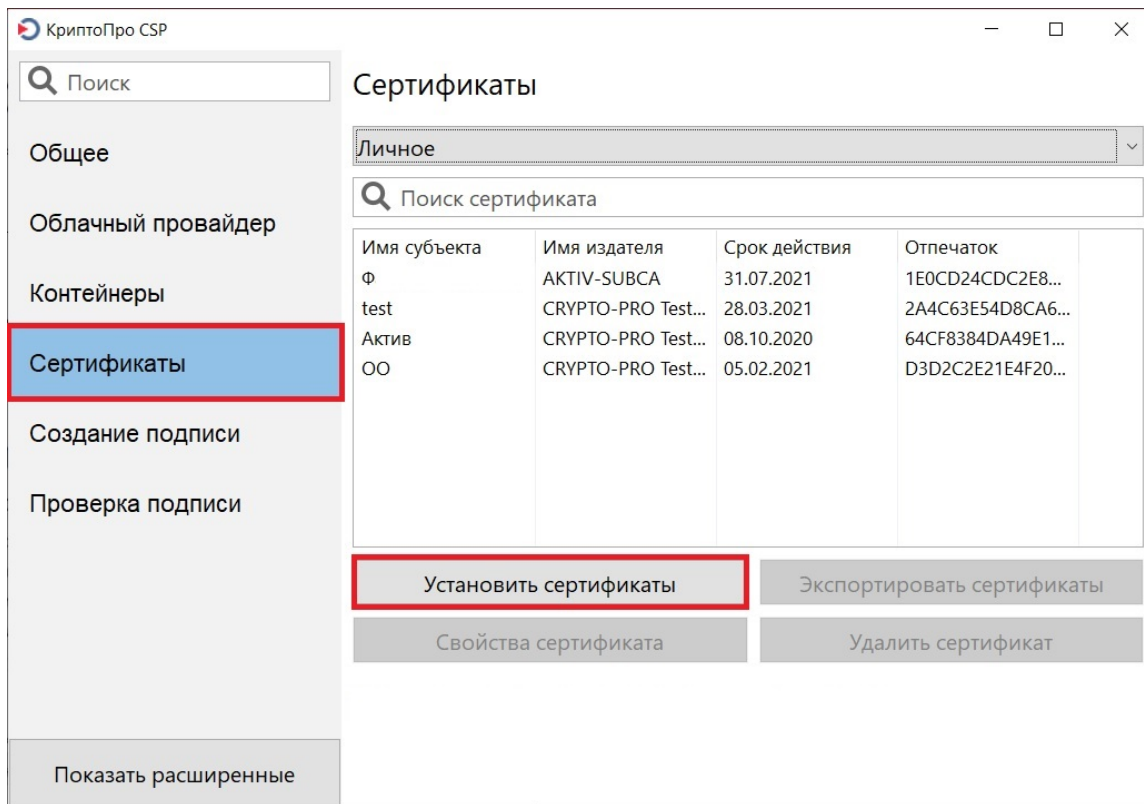 КриптоПро CSP
Поиск
Общее
Облачный провайдер
Контейнеры
Сертификаты
Создание подписи
Проверка подписи
Показать расширенные
Сертификаты
Личное
Поиск сертификата
Имя субъекта Имя издателя Срок действия Отпечаток
Ф AKTIV-SUBCA 31.07.2021 1E0CD24CDC2E8...
test CRYPTO-PRO Test... 28.03.2021 2A4C63E54D8CA6...
Актив CRYPTO-PRO Test... 08.10.2020 64CF8384DA49E1...
ОО CRYPTO-PRO Test... 05.02.2021 D3D2C2E21E4F20...
Установить сертификаты Экспортировать сертификаты
Свойства сертификата Удалить сертификат